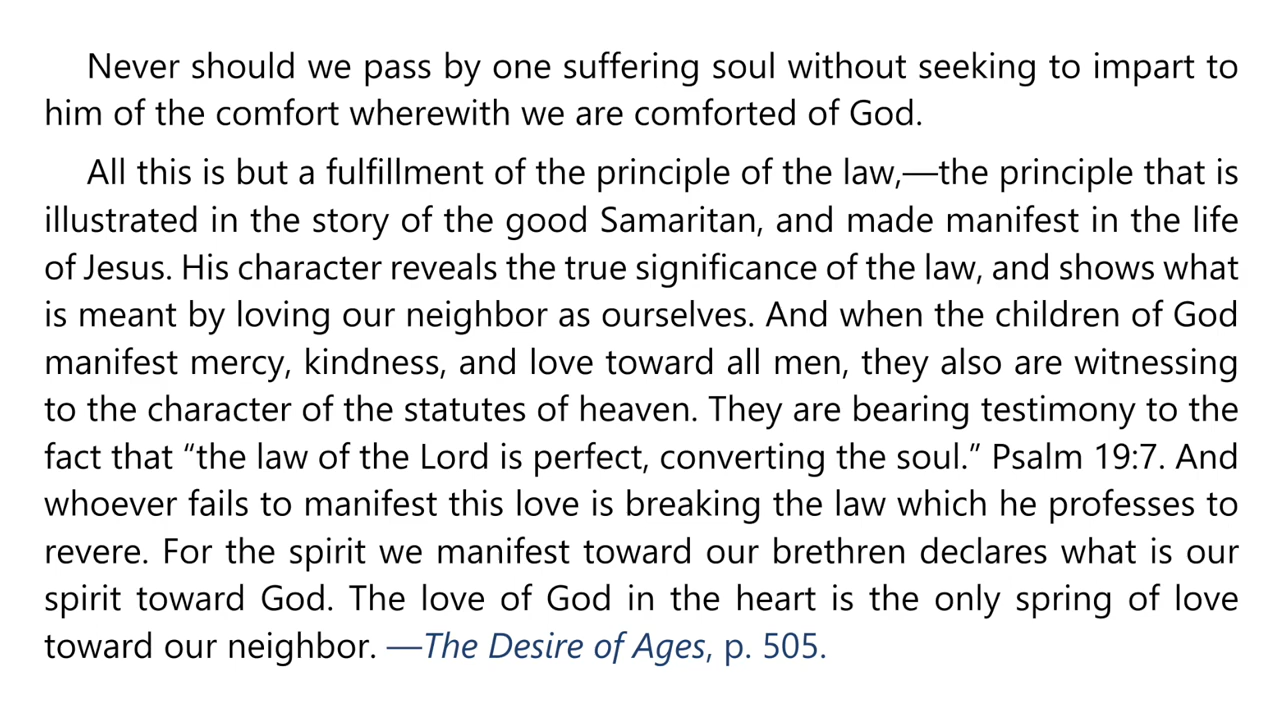 Never should we pass by one suffering soul without seeking to impart to
him of the comfort wherewith we are comforted of God.
All this is but a fulfillment of the principle of the law,—the principle that is
illustrated in the story of the good Samaritan, and made manifest in the life
of Jesus. His character reveals the true significance of the law, and shows what
is meant by loving our neighbor as ourselves. And when the children of God
manifest mercy, kindness, and love toward all men, they also are witnessing
to the character of the statutes of heaven. They are bearing testimony to the
fact that “the law of the Lord is perfect, converting the soul.” Psalm 19:7. And
whoever fails to manifest this love is breaking the law which he professes to
revere. For the spirit we manifest toward our brethren declares what is our
spirit toward God. The love of God in the heart is the only spring of love
toward our neighbor. —The Desire of Ages, p. 505.